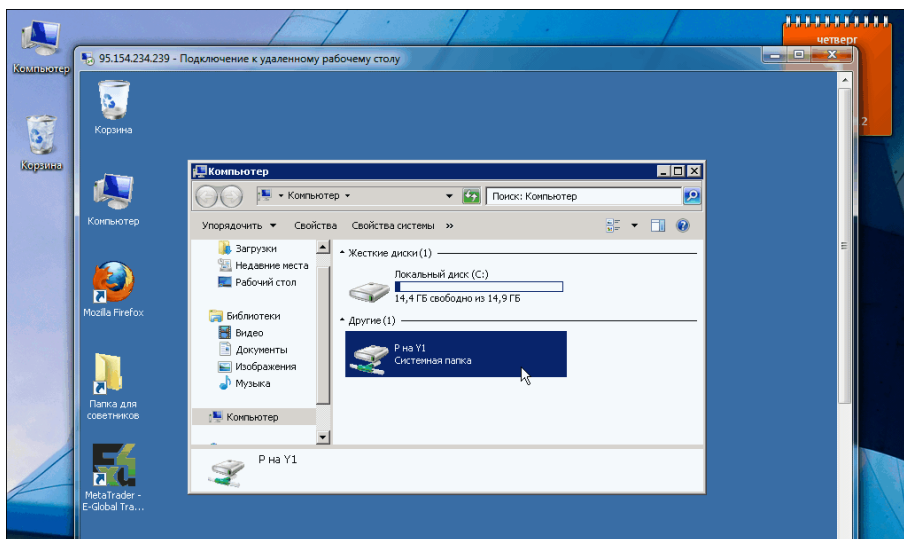 четверг
2
Компьютер
Корзина
95.154.234.239 - Подключение к удаленному рабочему столу
Корзина
Компьютер
Mozilla Firefox
Папка для
советников
MetaTrader -
E-Global Tra...
Компьютер
Компьютер
Поиск: Компьютер
Упорядочить
Свойства
Свойства системы
»
Загрузки
Недавние места
Рабочий стол
Библиотеки
Видео
Документы
Изображения
Музыка
Компьютер
Жесткие диски (1)
Локальный диск (C:)
14,4 ГБ свободно из 14,9 ГБ
Другие (1)
P на Y1
Системная папка
P на Y1